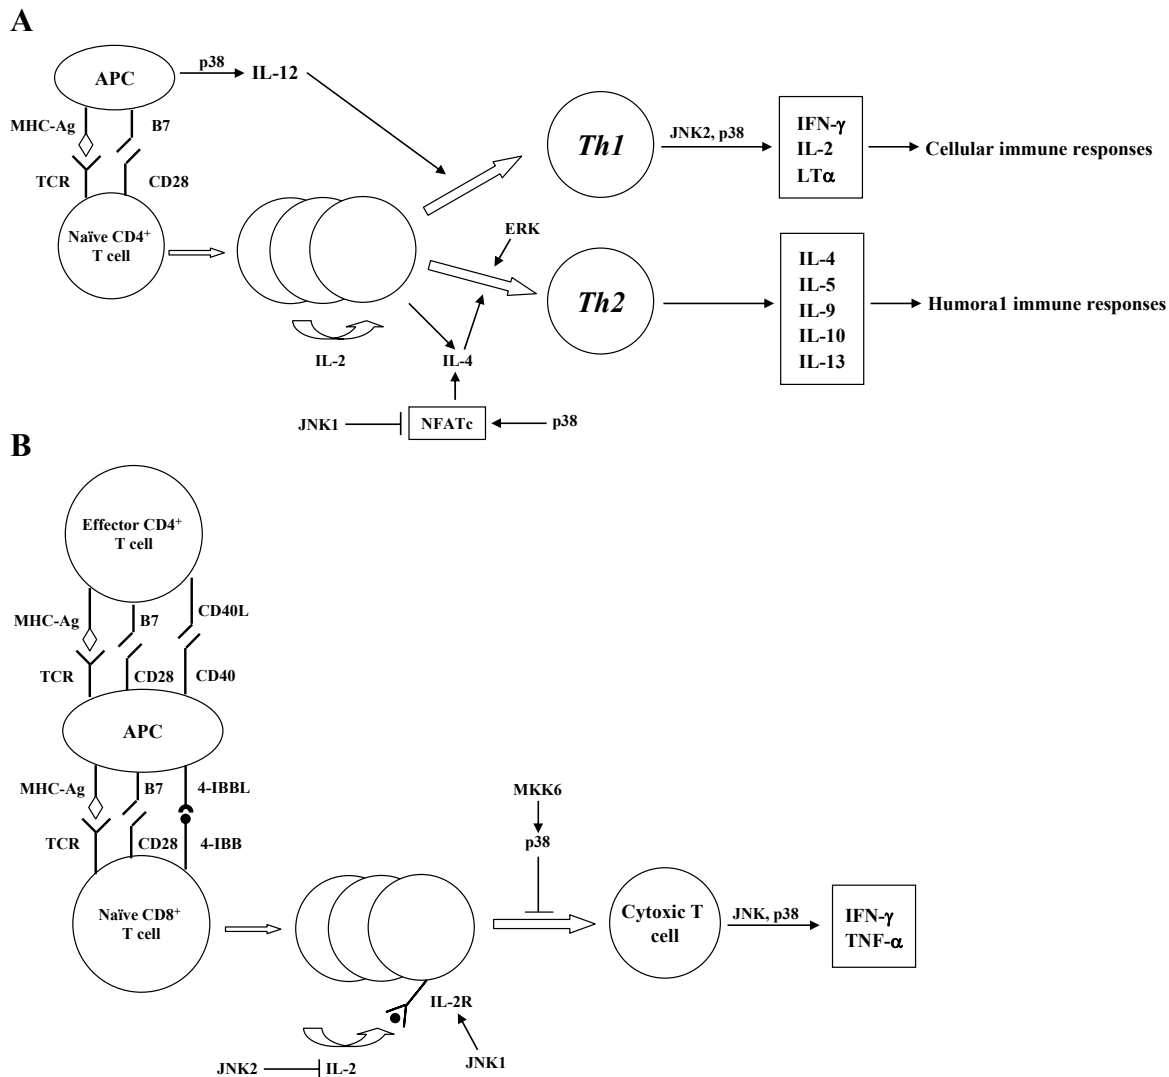 A
APC
p38
IL-12
MHC-Ag
B7
TCR
CD28
Naïve CD4+
T cell
IL-2
ERK
IL-4
NFATc
JNK1
p38
Th1
JNK2, p38
IFN-γ
IL-2
LTα
Cellular immune responses
Th2
IL-4
IL-5
IL-9
IL-10
IL-13
Humora1 immune responses
B
Effector CD4+
T cell
MHC-Ag
B7
CD40L
TCR
CD28
CD40
APC
MHC-Ag
B7
4-IBBL
TCR
CD28
4-IBB
Naïve CD8+
T cell
IL-2R
JNK2
IL-2
JNK1
MKK6
p38
Cytoxic T
cell
JNK, p38
IFN-γ
TNF-α